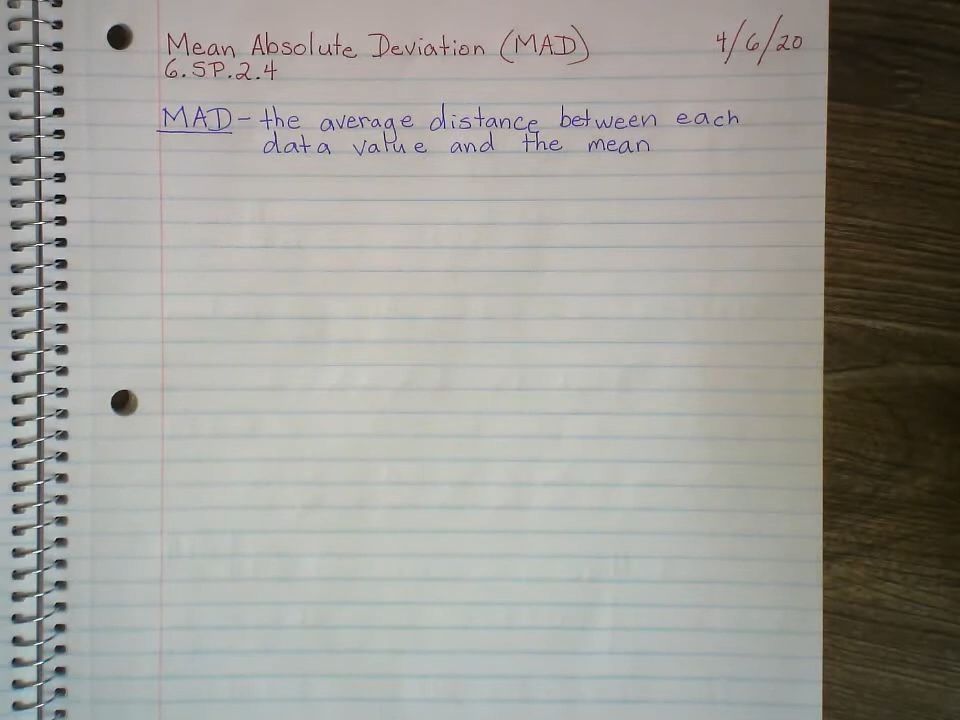 Mean Absolute Deviation (MAD) 4/6/20
6.SP.2.4
MAD - the average distance between each
data value and the mean